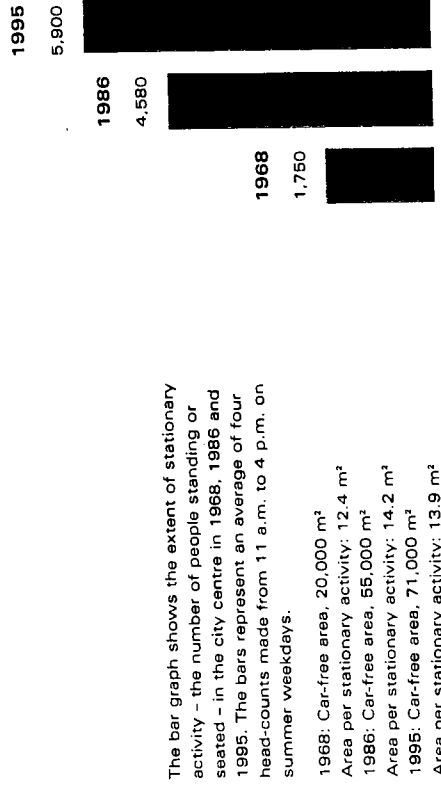 The bar graph shows the extent of stationary
activity – the number of people standing or
seated – in the city centre in 1968, 1986 and
1995. The bars represent an average of four
head-counts made from 11 a.m. to 4 p.m. on
summer weekdays.
1968: Car-free area, 20,000 m²
Area per stationary activity: 12.4 m²
1986: Car-free area, 55,000 m²
Area per stationary activity: 14.2 m²
1995: Car-free area, 71,000 m²
Area per stationary activity: 13.9 m²
1995
5,900
1986
4,580
1968
1,750